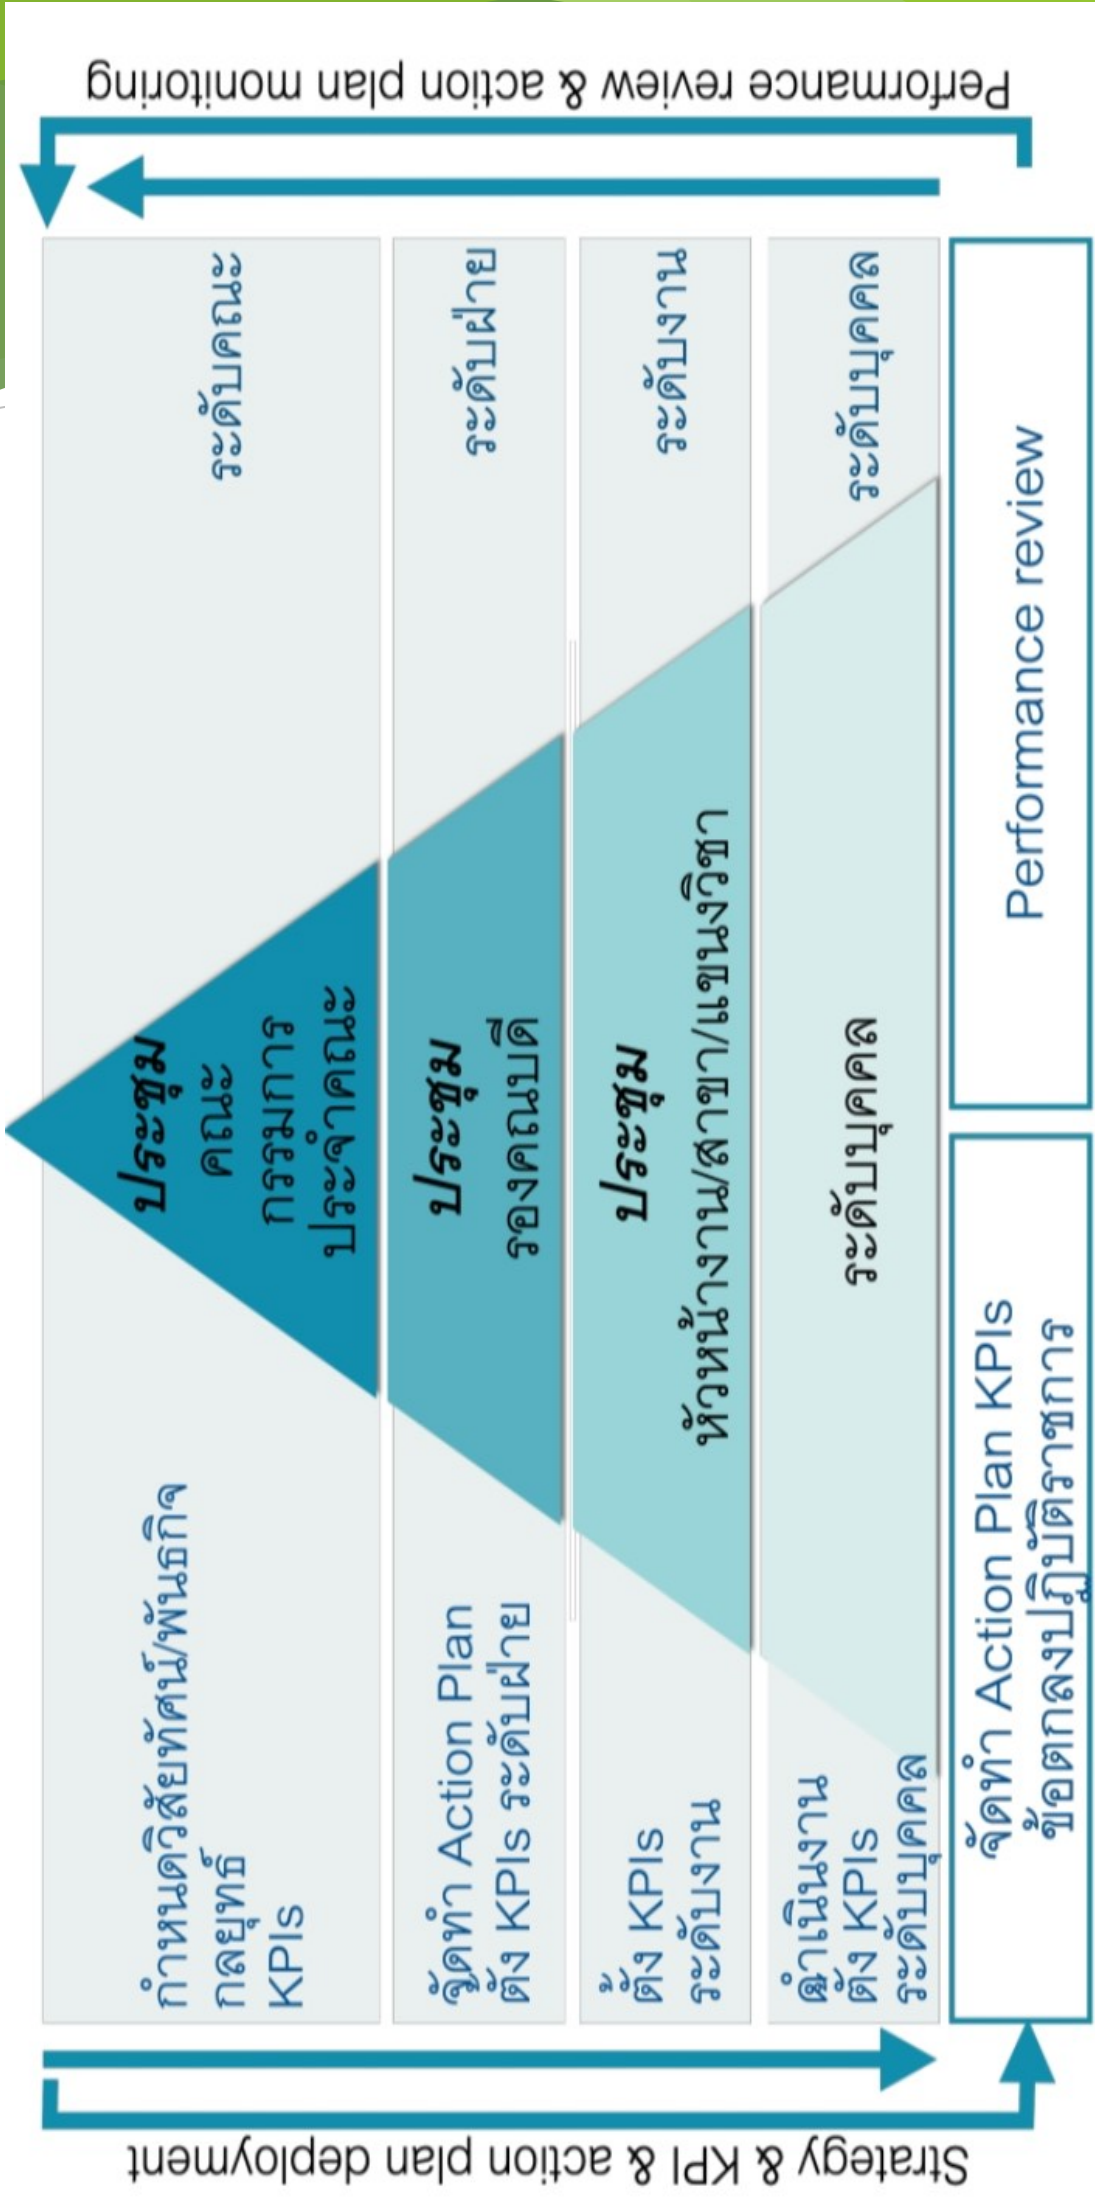 Strategy & KPI & action plan deployment
กำหนดวิสัยทัศน์/พันธกิจ
กลยุทธ์
KPIs
ประชุม
คณะ
กรรมการ
ประจำคณะ
ระดับคณะ
จัดทำ Action Plan
ตั้ง KPIs ระดับฝ่าย
ประชุม
รองคณบดี
ระดับฝ่าย
ตั้ง KPIs
ระดับงาน
ประชุม
หัวหน้างาน/สาขา/แขนงวิชา
ระดับงาน
ดำเนินงาน
ตั้ง KPIs
ระดับบุคคล
ระดับบุคคล
ระดับบุคคล
จัดทำ Action Plan KPIs
ข้อตกลงปฏิบัติราชการ
Performance review
Performance review & action plan monitoring